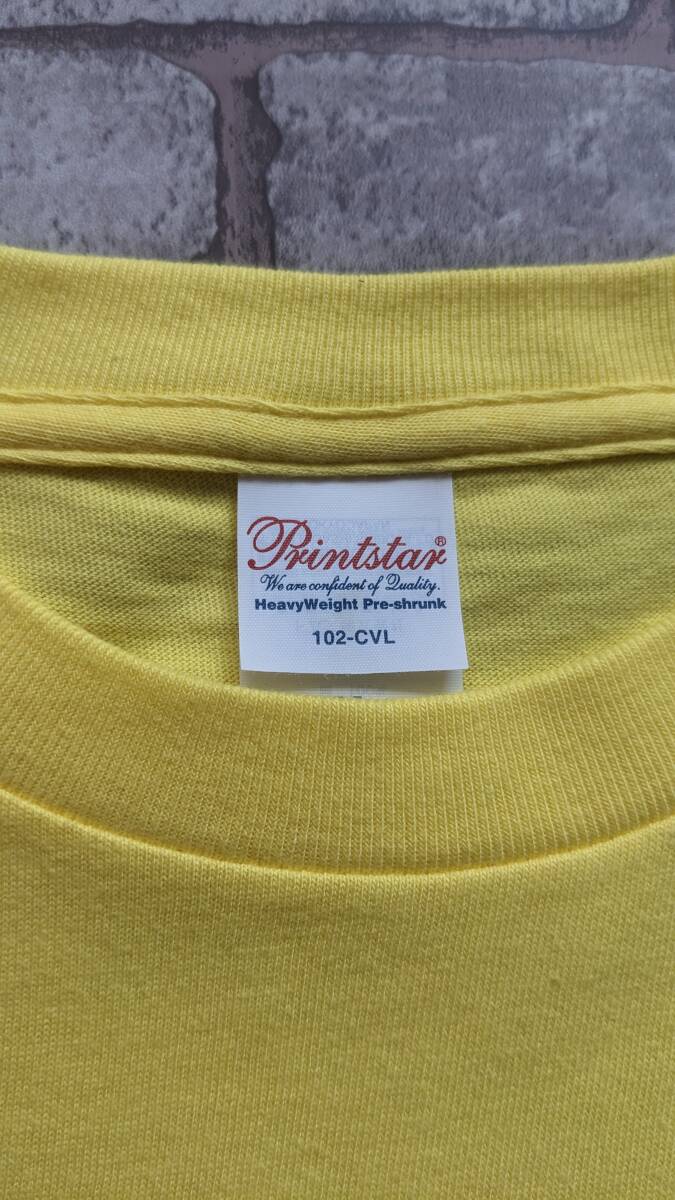 Printstar®
We are confident of Quality.
HeavyWeight Pre-shrunk
102-CVL